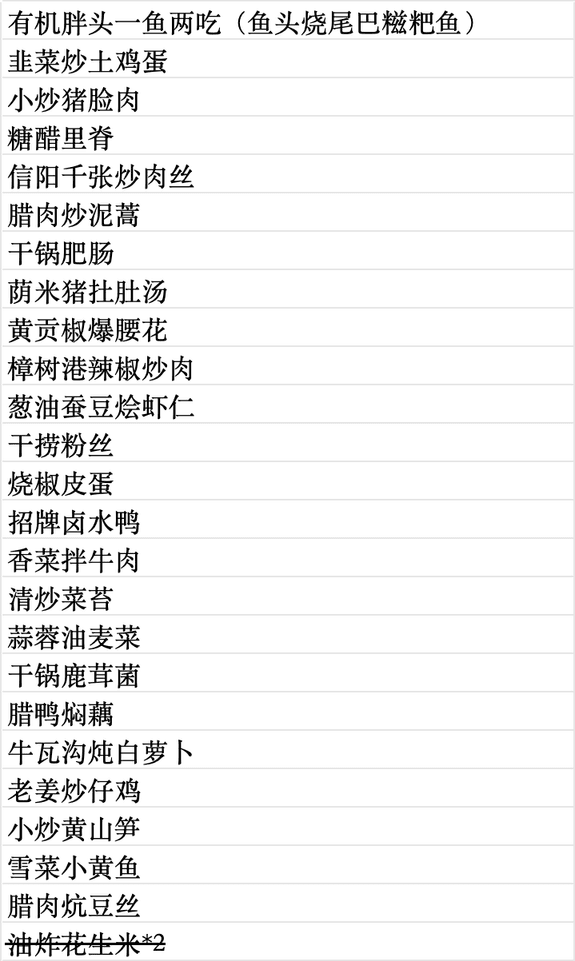 有机胖头一鱼两吃（鱼头烧尾巴糍粑鱼）
韭菜炒土鸡蛋
小炒猪脸肉
糖醋里脊
信阳千张炒肉丝
腊肉炒泥蒿
干锅肥肠
荫米猪扗肚汤
黄贡椒爆腰花
樟树港辣椒炒肉
葱油蚕豆烩虾仁
干捞粉丝
烧椒皮蛋
招牌卤水鸭
香菜拌牛肉
清炒菜苔
蒜蓉油麦菜
干锅鹿茸菌
腊鸭焖藕
牛瓦沟炖白萝卜
老姜炒仔鸡
小炒黄山笋
雪菜小黄鱼
腊肉炕豆丝
油炸花生米*2